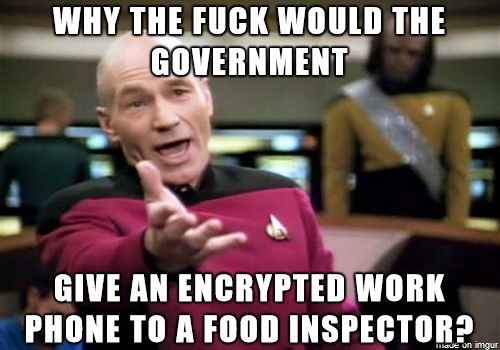 WHY THE FUCK WOULD THE
GOVERNMENT
GIVE AN ENCRYPTED WORK
PHONE TO A FOOD INSPECTOR?
made on imgur